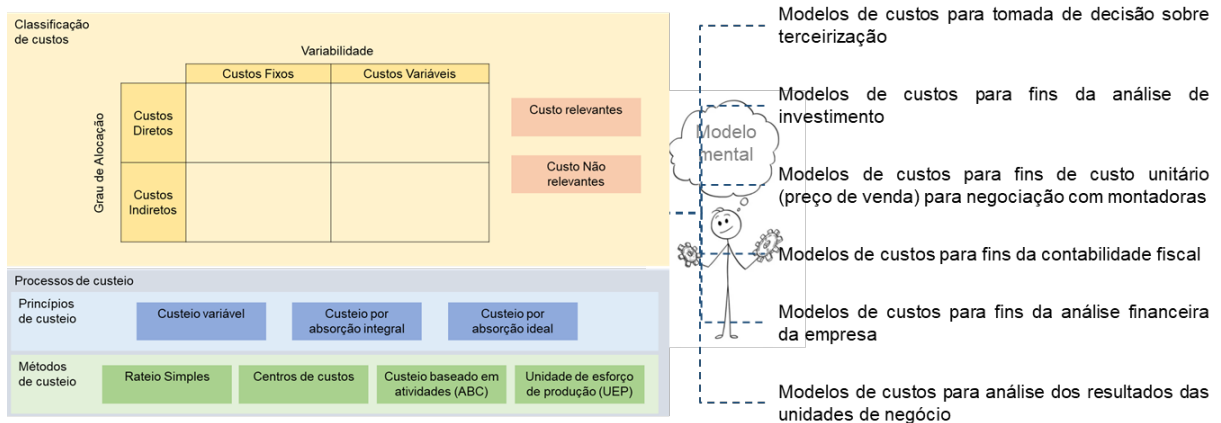 Classificação
de custos
Variabilidade
Custos Fixos
Custos Variáveis
Grau de Alocação
Custos
Diretos
Custos
Indiretos
Custo relevantes
Custo Não
relevantes
Processos de custeio
Princípios
de custeio
Custeio variável
Custeio por
absorção integral
Custeio por
absorção ideal
Métodos
de custeio
Rateio Simples
Centros de custos
Custeio baseado em
atividades (ABC)
Unidade de esforço
de produção (UEP)
Modelo
mental
Modelos de custos para tomada de decisão sobre
terceirização
Modelos de custos para fins da análise de
investimento
Modelos de custos para fins de custo unitário
(preço de venda) para negociação com montadoras
Modelos de custos para fins da contabilidade fiscal
Modelos de custos para fins da análise financeira
da empresa
Modelos de custos para análise dos resultados das
unidades de negócio